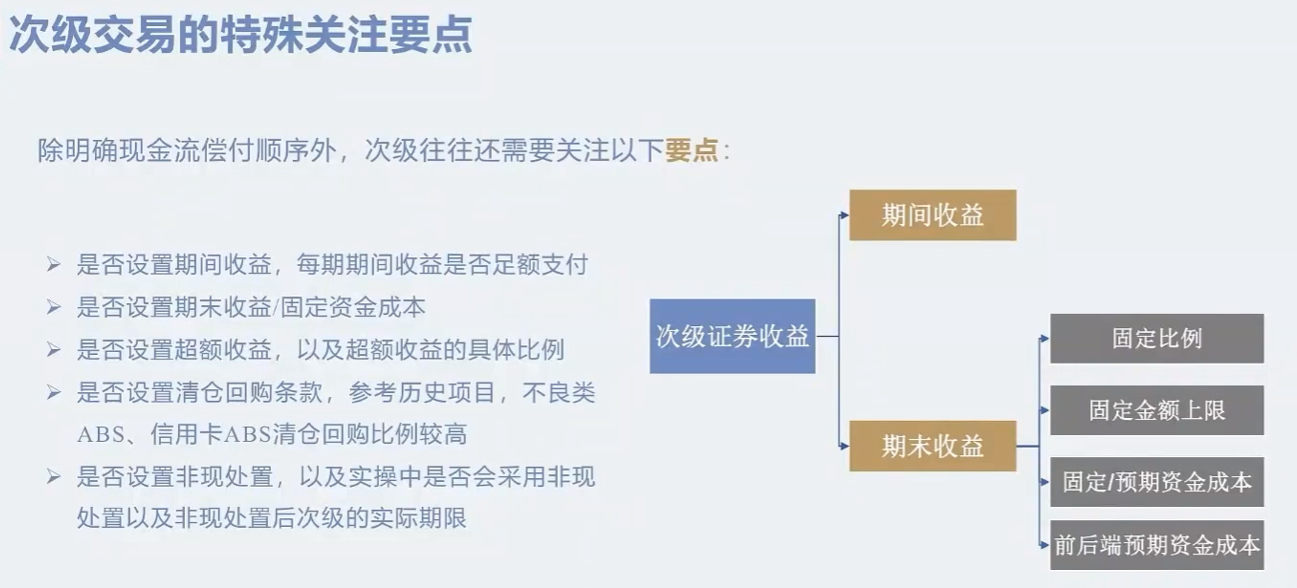 次级交易的特殊关注要点
除明确现金流偿付顺序外，次级往往还需要关注以下要点：
是否设置期间收益，每期期间收益是否足额支付
是否设置期末收益/固定资金成本
是否设置超额收益，以及超额收益的具体比例
是否设置清仓回购条款，参考历史项目，不良类
ABS、信用卡ABS清仓回购比例较高
是否设置非现处置，以及实操中是否会采用非现
处置以及非现处置后次级的实际期限
次级证券收益
期间收益
期末收益
固定比例
固定金额上限
固定/预期资金成本
前后端预期资金成本